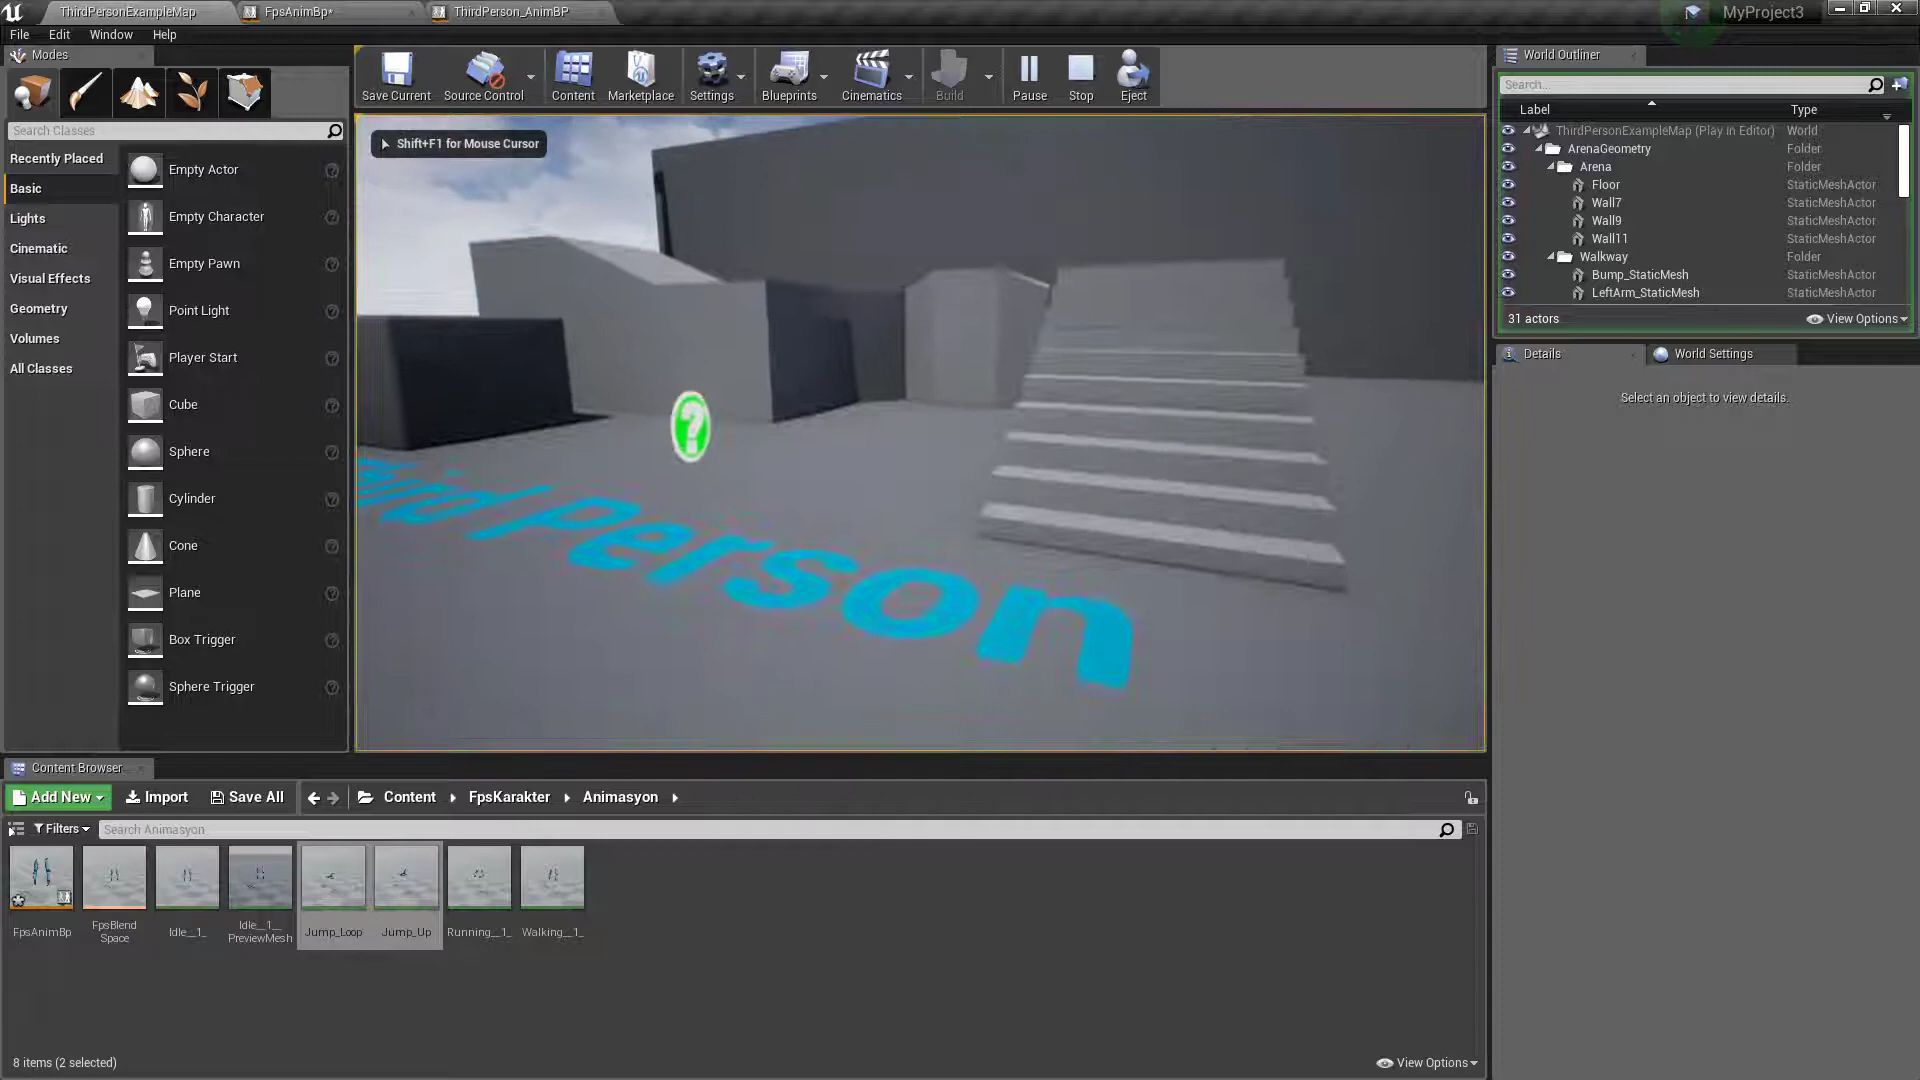 ThirdPersonExampleMap
FpsAnimBp*
ThirdPerson_AnimBP
MyProject3
File Edit Window Help
Modes
Search Classes
Recently Placed
Basic
Lights
Cinematic
Visual Effects
Geometry
Volumes
All Classes
Empty Actor
Empty Character
Empty Pawn
Point Light
Player Start
Cube
Sphere
Cylinder
Cone
Plane
Box Trigger
Sphere Trigger
Save Current
Source Control
Content
Marketplace
Settings
Blueprints
Cinematics
Build
Pause
Stop
Eject
Shift+F1 for Mouse Cursor
?
Person
World Outliner
Search...
Label Type
ThirdPersonExampleMap (Play In Editor) World
ArenaGeometry Folder
Arena Folder
Floor StaticMeshActor
Wall7 StaticMeshActor
Wall9 StaticMeshActor
Wall11 StaticMeshActor
Walkway Folder
Bump_StaticMesh StaticMeshActor
LeftArm_StaticMesh StaticMeshActor
31 actors
View Options
Details
World Settings
Select an object to view details.
Content Browser
Add New Import Save All Content FpsKarakter Animasyon
Filters Search Animasyon
FpsAnimBp
FpsBlend
Space
Idle__1_
Idle__1__
PreviewMesh
Jump_Loop
Jump_Up
Running__1_
Walking__1_
8 items (2 selected)
View Options